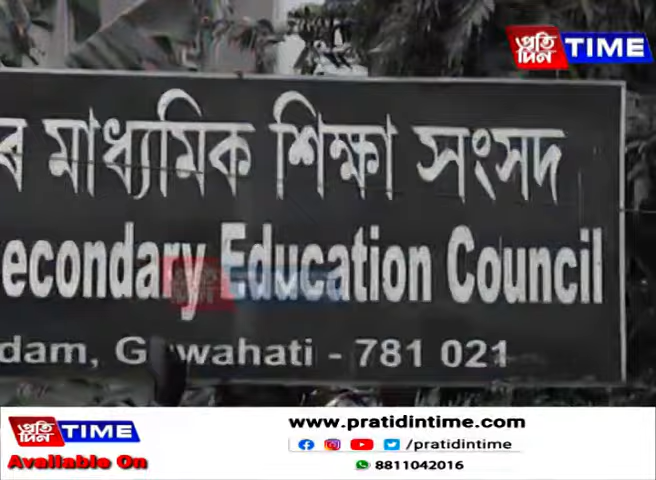 প্ৰতিদিন TIME
মাধ্যমিক শিক্ষা সংসদ
econdary Education Council
dam, Guwahati - 781 021
প্ৰতিদিন TIME
Available On
www.pratidintime.com
/pratidintime
8811042016